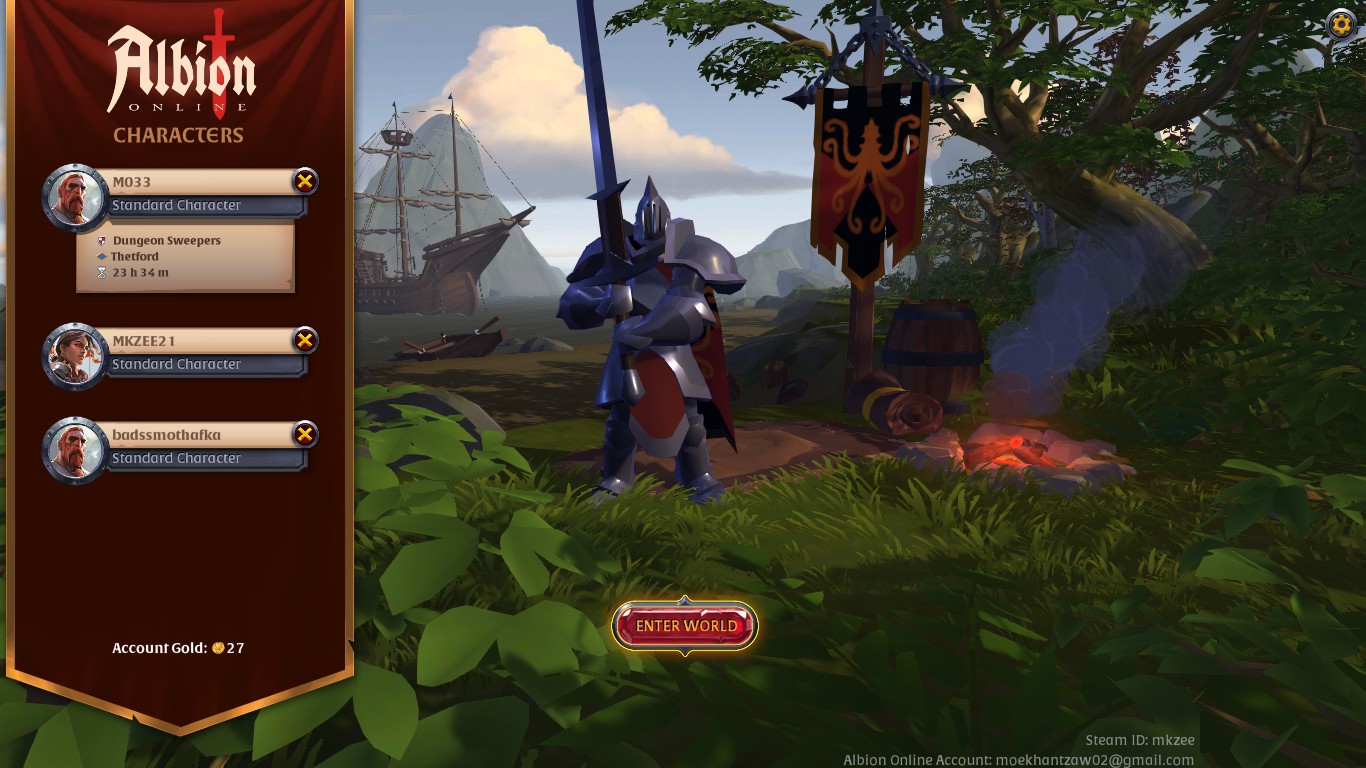 Albion
ONLINE
CHARACTERS
MO33
Standard Character
Dungeon Sweepers
Thetford
23 h 34 m
MKZEE21
Standard Character
badssmothafka
Standard Character
Account Gold: 27
ENTER WORLD
Steam ID: mkzee
Albion Online Account: moekhantzaw02@gmail.com